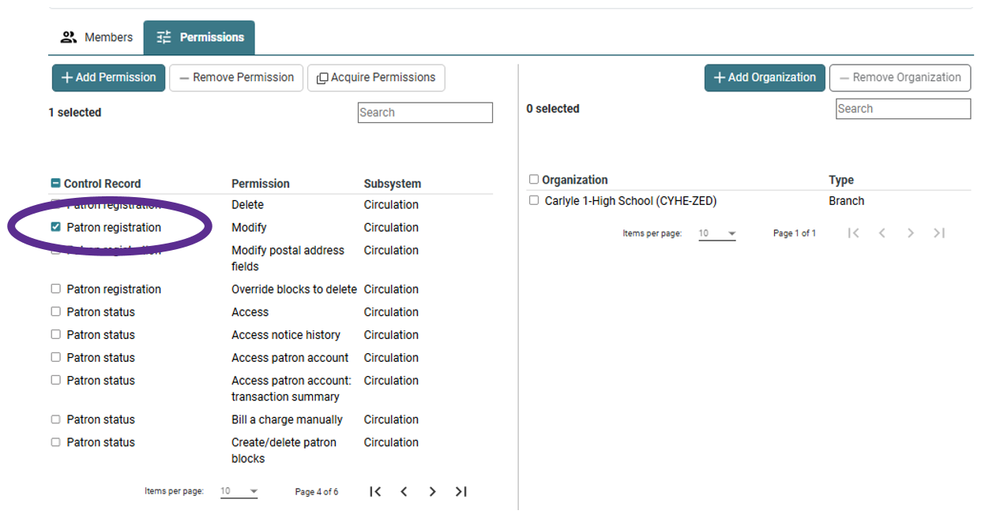 Members Permissions
Add Permission Remove Permission Acquire Permissions
1 selected Search
Control Record Permission Subsystem
Patron registration Delete Circulation
Patron registration Modify Circulation
Patron registration Modify postal address fields Circulation
Patron registration Override blocks to delete Circulation
Patron status Access Circulation
Patron status Access notice history Circulation
Patron status Access patron account Circulation
Patron status Access patron account: transaction summary Circulation
Patron status Bill a charge manually Circulation
Patron status Create/delete patron blocks Circulation
Items per page: 10 Page 4 of 6
Add Organization Remove Organization
0 selected Search
Organization Type
Carlyle 1-High School (CYHE-ZED) Branch
Items per page: 10 Page 1 of 1